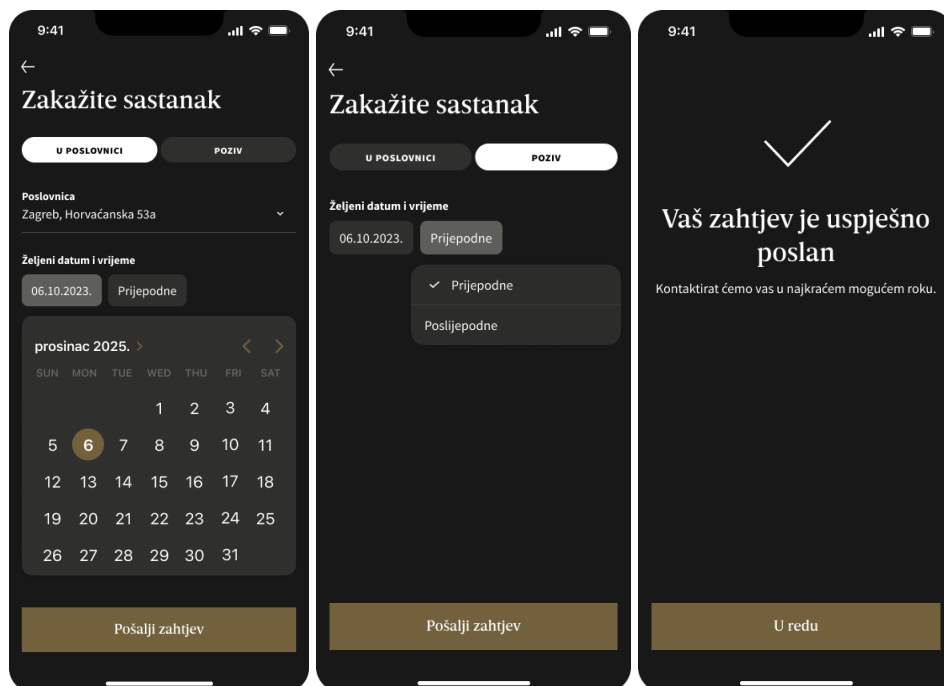 9:41
Zakažite sastanak
U POSLOVNICI
POZIV
Poslovnica
Zagreb, Horvaćanska 53a
Željeni datum i vrijeme
06.10.2023.
Prijepodne
prosinac 2025.
SUN MON TUE WED THU FRI SAT
1 2 3 4
5 6 7 8 9 10 11
12 13 14 15 16 17 18
19 20 21 22 23 24 25
26 27 28 29 30 31
Pošalji zahtjev
9:41
Zakažite sastanak
U POSLOVNICI
POZIV
Željeni datum i vrijeme
06.10.2023.
Prijepodne
Prijepodne
Poslijepodne
Pošalji zahtjev
9:41
Vaš zahtjev je uspješno
poslan
Kontaktirat ćemo vas u najkraćem mogućem roku.
U redu